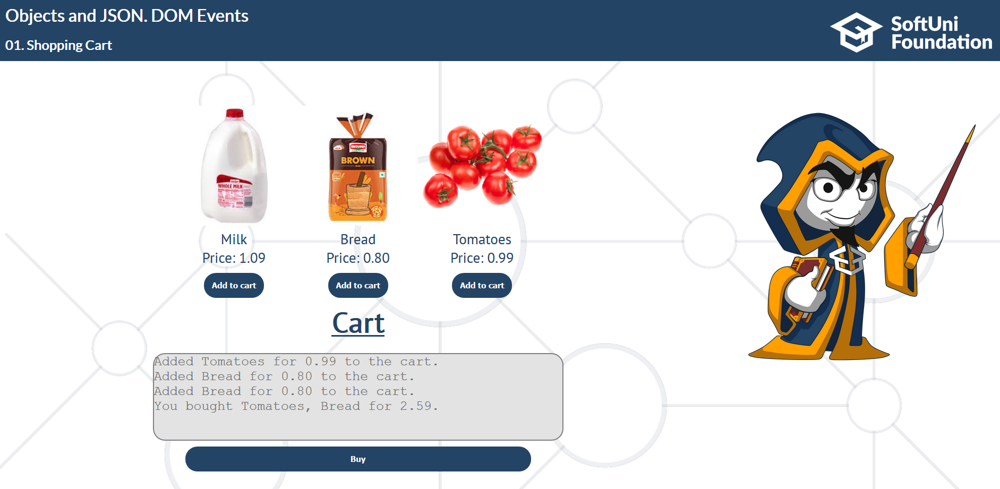 Objects and JSON. DOM Events
01. Shopping Cart
SoftUni
Foundation
WHOLE MILK
BRITANNIA
BROWN
Milk
Bread
Tomatoes
Price: 1.09
Price: 0.80
Price: 0.99
Add to cart
Add to cart
Add to cart
Cart
Added Tomatoes for 0.99 to the cart.
Added Bread for 0.80 to the cart.
Added Bread for 0.80 to the cart.
You bought Tomatoes, Bread for 2.59.
Buy